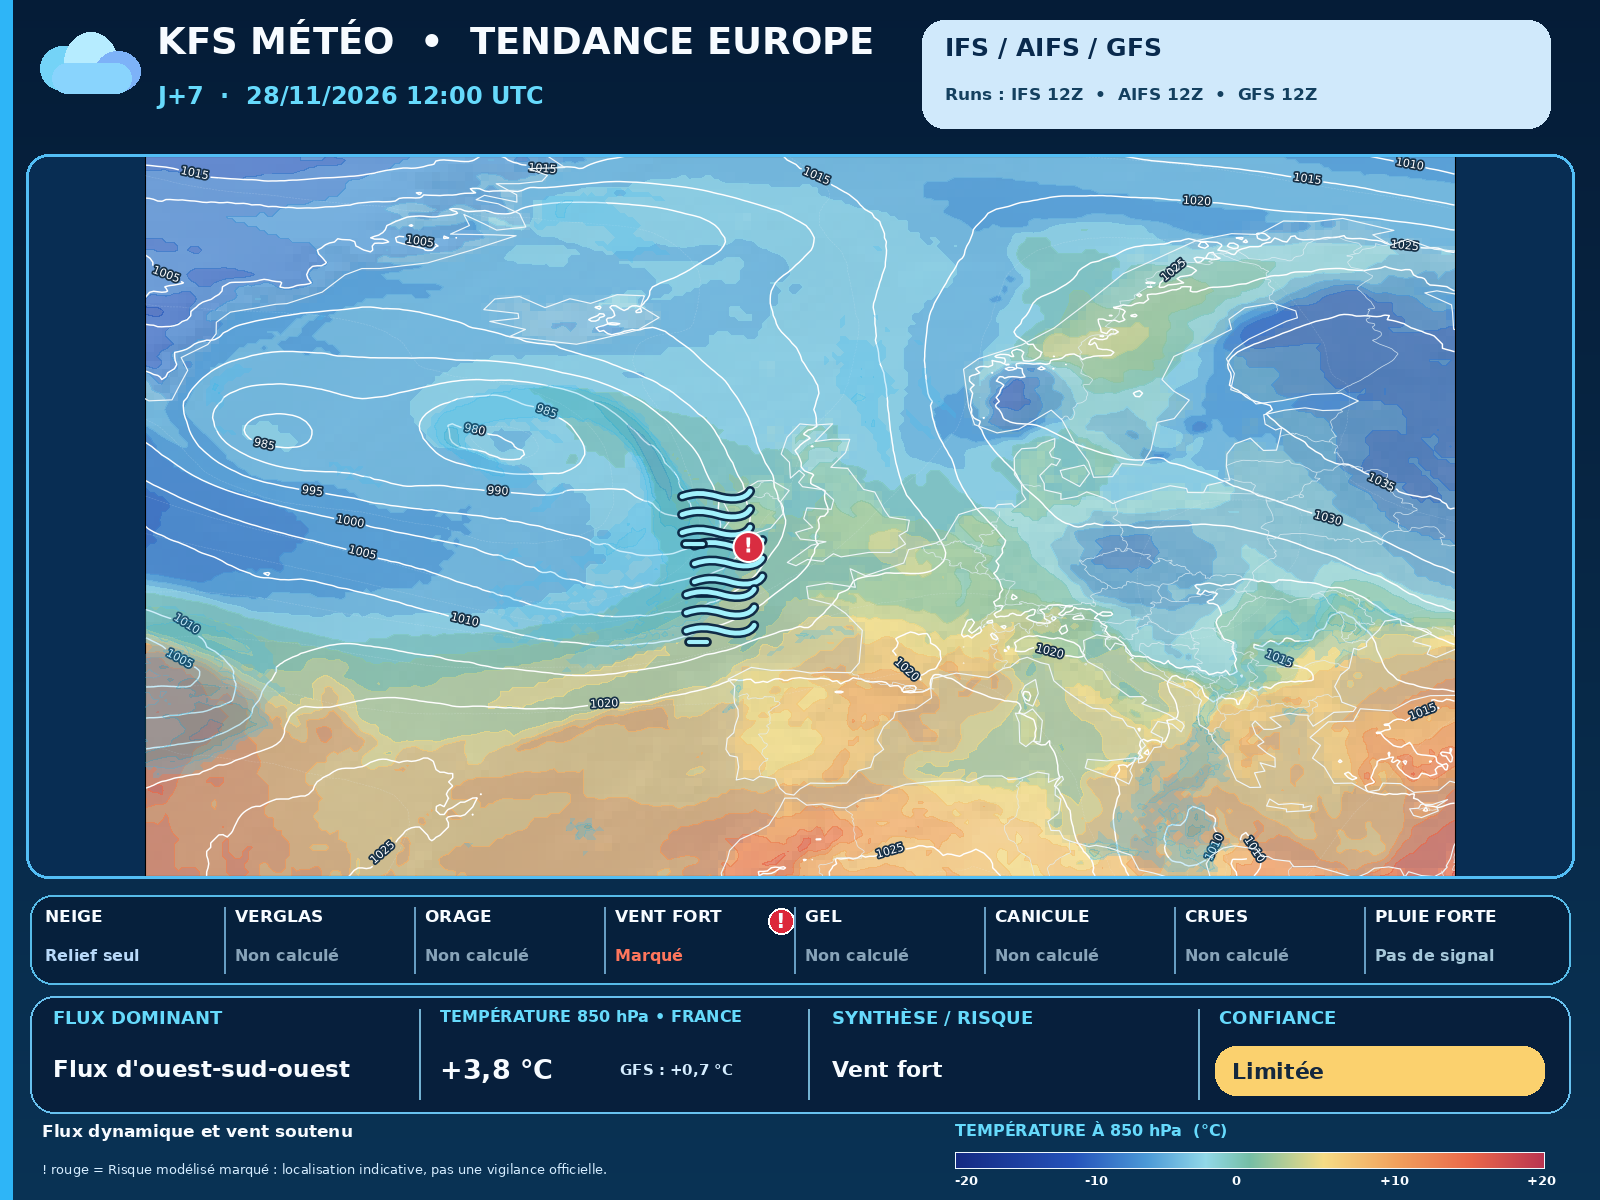 KFS MÉTÉO • TENDANCE EUROPE
J+7 · 28/11/2026 12:00 UTC
IFS / AIFS / GFS
Runs : IFS 12Z • AIFS 12Z • GFS 12Z
1015
1015
1015
1010
1015
1020
1005
1025
1005
1025
985
980
985
995
990
1035
1000
1030
1005
1010
1010
1005
1020
1015
1020
1020
1015
1025
1025
1010
1010
!
NEIGE
Relief seul
VERGLAS
Non calculé
ORAGE
Non calculé
VENT FORT
!
Marqué
GEL
Non calculé
CANICULE
Non calculé
CRUES
Non calculé
PLUIE FORTE
Pas de signal
FLUX DOMINANT
Flux d'ouest-sud-ouest
TEMPÉRATURE 850 hPa • FRANCE
+3,8 °C
GFS : +0,7 °C
SYNTHÈSE / RISQUE
Vent fort
CONFIANCE
Limitée
Flux dynamique et vent soutenu
! rouge = Risque modélisé marqué : localisation indicative, pas une vigilance officielle.
TEMPÉRATURE À 850 hPa (°C)
-20 -10 0 +10 +20